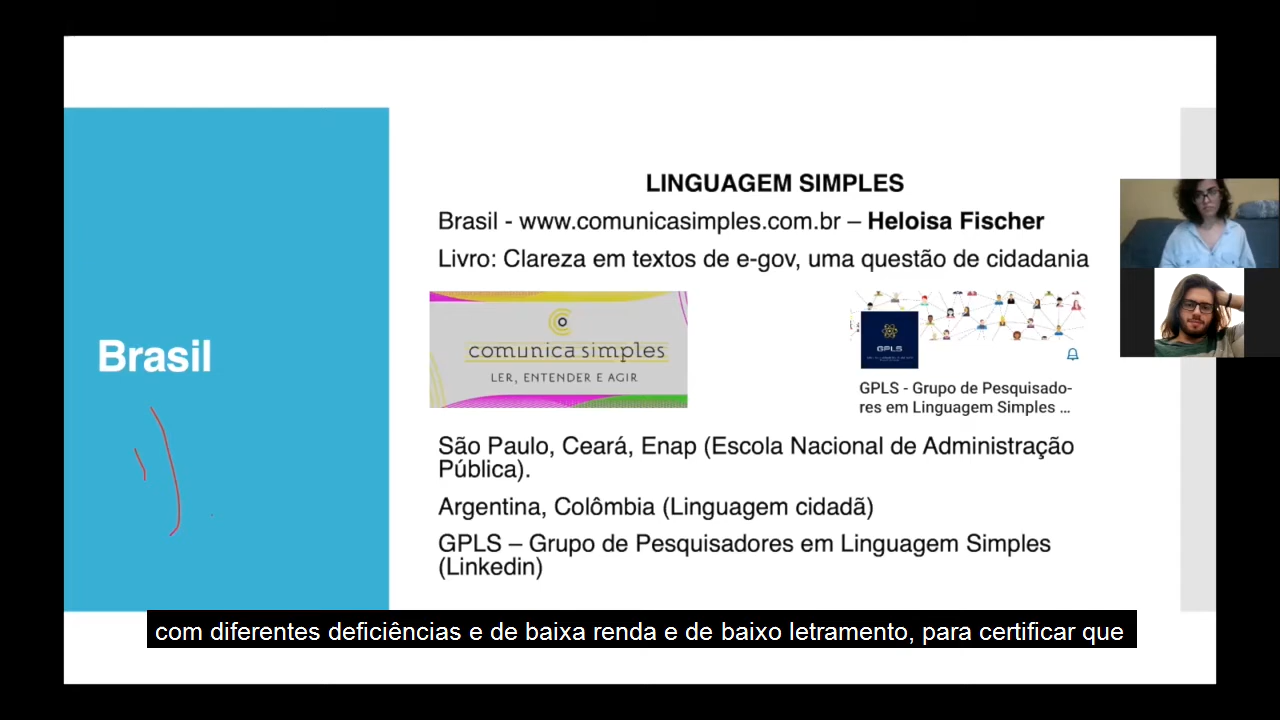 LINGUAGEM SIMPLES
Brasil - www.comunicasimples.com.br – Heloisa Fischer
Livro: Clareza em textos de e-gov, uma questão de cidadania
Brasil
comunica simples
LER, ENTENDER E AGIR
GPLS
GPLS - Grupo de Pesquisado-
res em Linguagem Simples ...
São Paulo, Ceará, Enap (Escola Nacional de Administração
Pública).
Argentina, Colômbia (Linguagem cidadã)
GPLS – Grupo de Pesquisadores em Linguagem Simples
(Linkedin)
com diferentes deficiências e de baixa renda e de baixo letramento, para certificar que